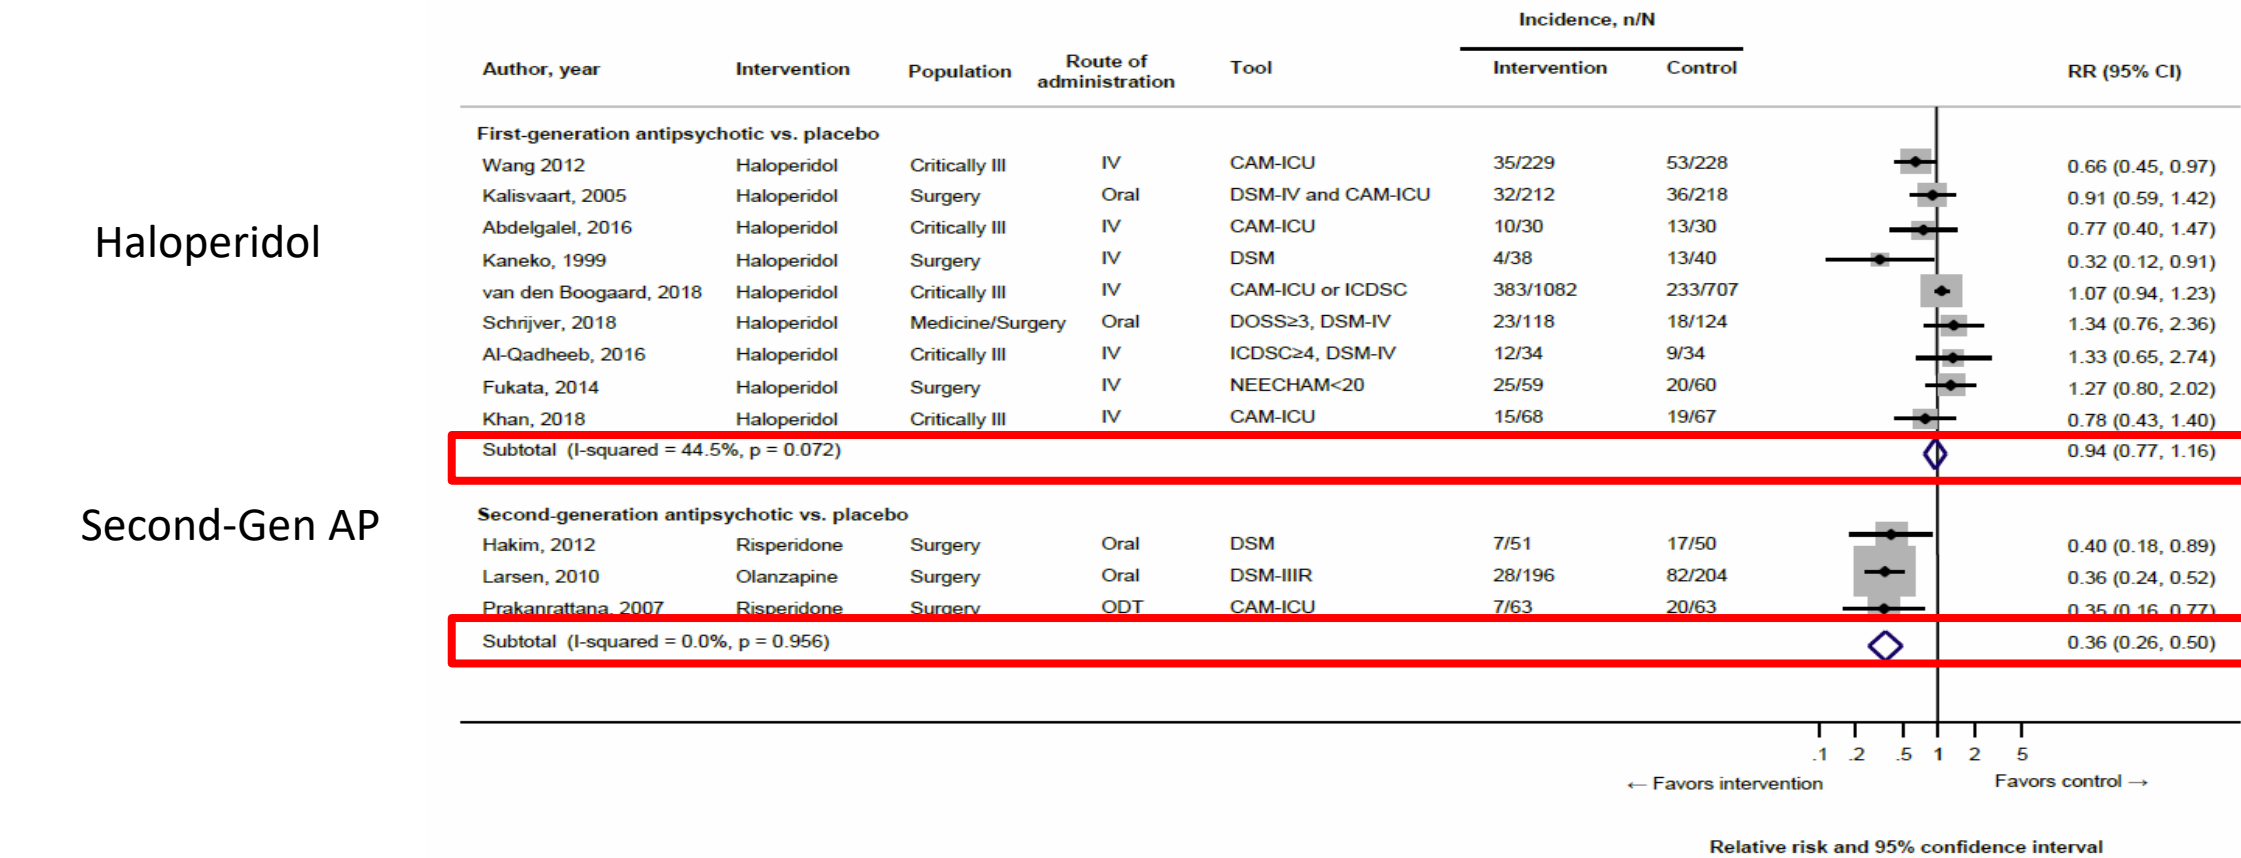 Incidence, n/N
Author, year Intervention Population Route of administration Tool Intervention Control RR (95% CI)
First-generation antipsychotic vs. placebo
Wang 2012 Haloperidol Critically Ill IV CAM-ICU 35/229 53/228 0.66 (0.45, 0.97)
Kalisvaart, 2005 Haloperidol Surgery Oral DSM-IV and CAM-ICU 32/212 36/218 0.91 (0.59, 1.42)
Haloperidol
Abdelgalel, 2016 Haloperidol Critically Ill IV CAM-ICU 10/30 13/30 0.77 (0.40, 1.47)
Kaneko, 1999 Haloperidol Surgery IV DSM 4/38 13/40 0.32 (0.12, 0.91)
van den Boogaard, 2018 Haloperidol Critically Ill IV CAM-ICU or ICDSC 383/1082 233/707 1.07 (0.94, 1.23)
Schrijver, 2018 Haloperidol Medicine/Surgery Oral DOSS≥3, DSM-IV 23/118 18/124 1.34 (0.76, 2.36)
Al-Qadheeb, 2016 Haloperidol Critically Ill IV ICDSC≥4, DSM-IV 12/34 9/34 1.33 (0.65, 2.74)
Fukata, 2014 Haloperidol Surgery IV NEECHAM<20 25/59 20/60 1.27 (0.80, 2.02)
Khan, 2018 Haloperidol Critically Ill IV CAM-ICU 15/68 19/67 0.78 (0.43, 1.40)
Subtotal (I-squared = 44.5%, p = 0.072) 0.94 (0.77, 1.16)
Second-Gen AP
Second-generation antipsychotic vs. placebo
Hakim, 2012 Risperidone Surgery Oral DSM 7/51 17/50 0.40 (0.18, 0.89)
Larsen, 2010 Olanzapine Surgery Oral DSM-IIIR 28/196 82/204 0.36 (0.24, 0.52)
Prakanrattana, 2007 Risperidone Surgery ODT CAM-ICU 7/63 20/63 0.35 (0.16, 0.77)
Subtotal (I-squared = 0.0%, p = 0.956) 0.36 (0.26, 0.50)
.1 .2 .5 1 2 5
← Favors intervention Favors control →
Relative risk and 95% confidence interval